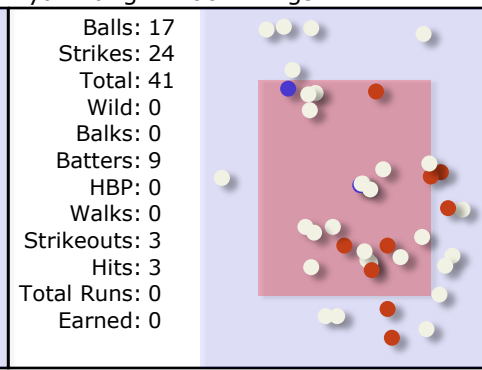 Balls: 17
Strikes: 24
Total: 41
Wild: 0
Balks: 0
Batters: 9
HBP: 0
Walks: 0
Strikeouts: 3
Hits: 3
Total Runs: 0
Earned: 0